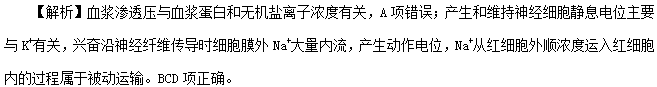 【解析】血浆渗透压与血浆蛋白和无机盐离子浓度有关，A项错误；产生和维持神经细胞静息电位主要
与K⁺有关，兴奋沿神经纤维传导时细胞膜外Na⁺大量内流，产生动作电位，Na⁺从红细胞外顺浓度运入红细胞
内的过程属于被动运输。BCD项正确。